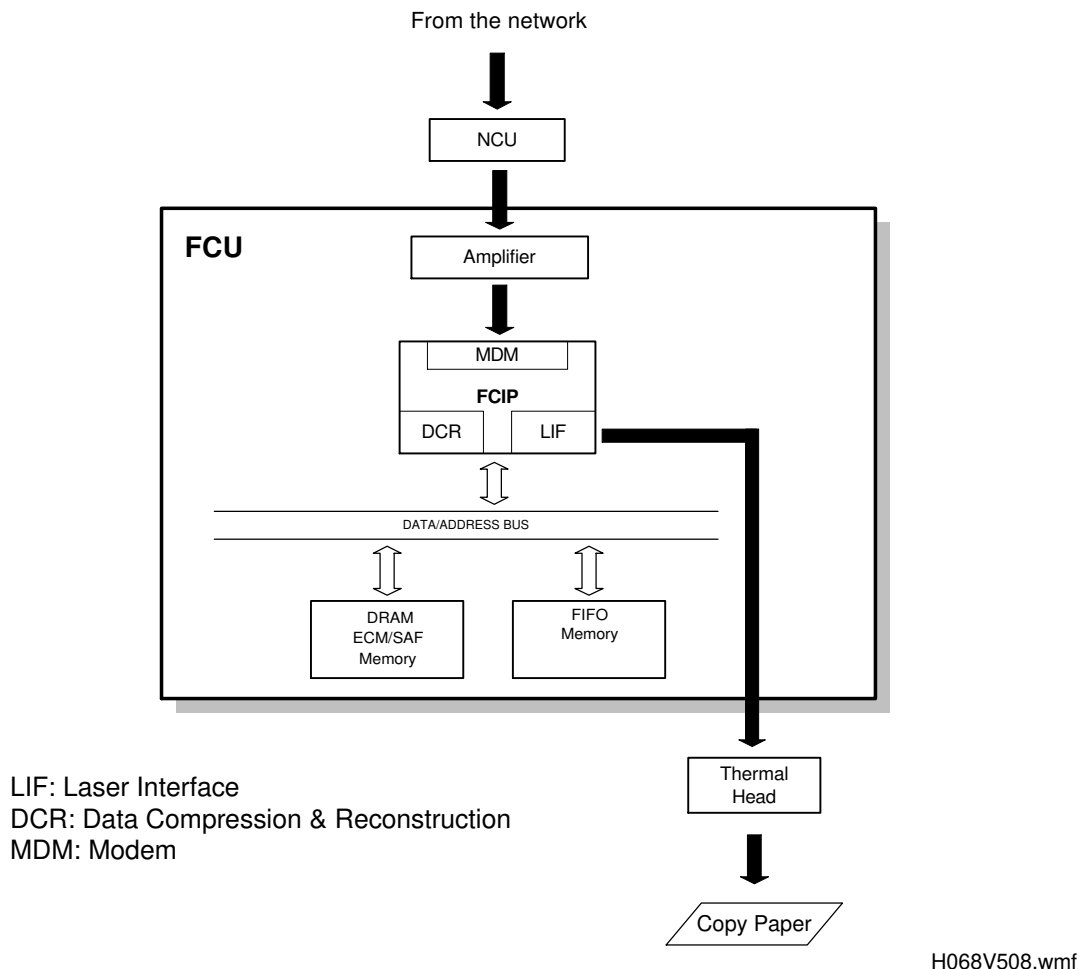 From the network
NCU
FCU
Amplifier
MDM
FCIP
DCR
LIF
DATA/ADDRESS BUS
DRAM
ECM/SAF
Memory
FIFO
Memory
Thermal
Head
LIF: Laser Interface
DCR: Data Compression & Reconstruction
MDM: Modem
Copy Paper
H068V508.wmf